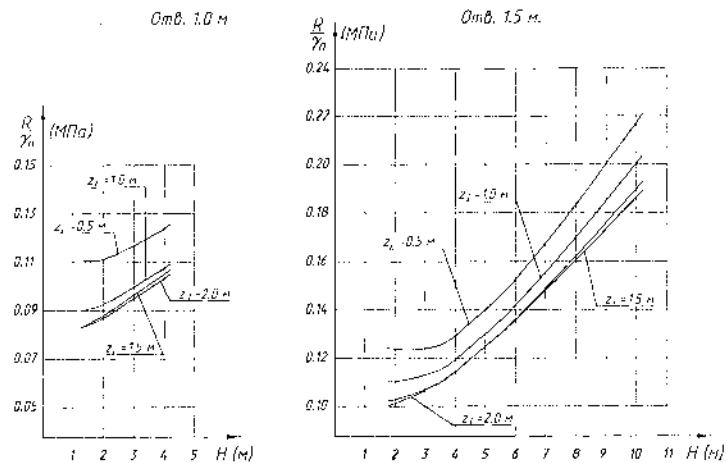 Отв. 1.0 м
R/γn (МПа)
0.15
0.13
0.11
0.09
0.07
0.05
z₁=1.0 м
z₁=0.5 м
z₁=2.0 м
z₁=1.5 м
1 2 3 4 5 H (м)
Отв. 1.5 м.
R/γn (МПа)
0.24
0.22
0.20
0.18
0.16
0.14
0.12
0.10
z₁=1.0 м
z₁=0.5 м
z₁=1.5 м
z₁=2.0 м
1 2 3 4 5 6 7 8 9 10 H (м)